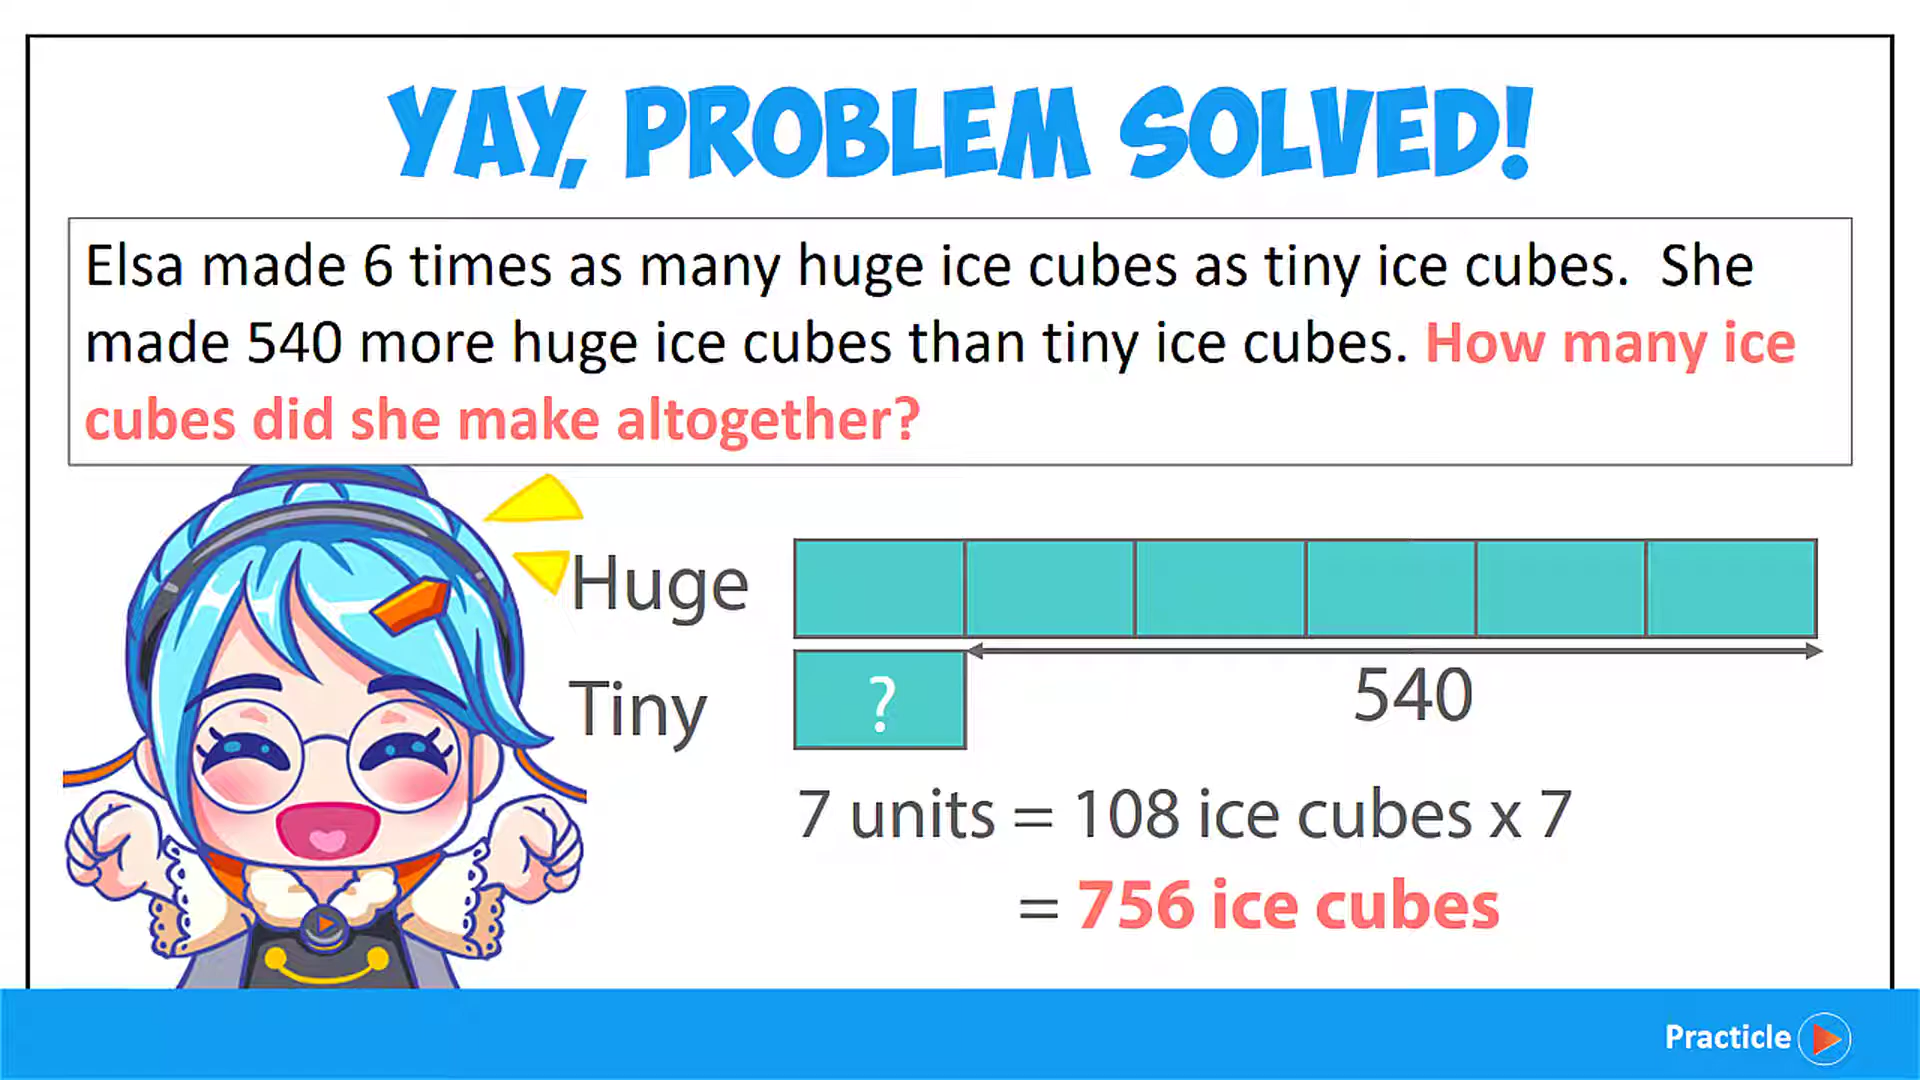 YAY, PROBLEM SOLVED!
Elsa made 6 times as many huge ice cubes as tiny ice cubes. She
made 540 more huge ice cubes than tiny ice cubes. How many ice
cubes did she make altogether?
Huge
Tiny
?
540
7 units = 108 ice cubes x 7
= 756 ice cubes
Practicle